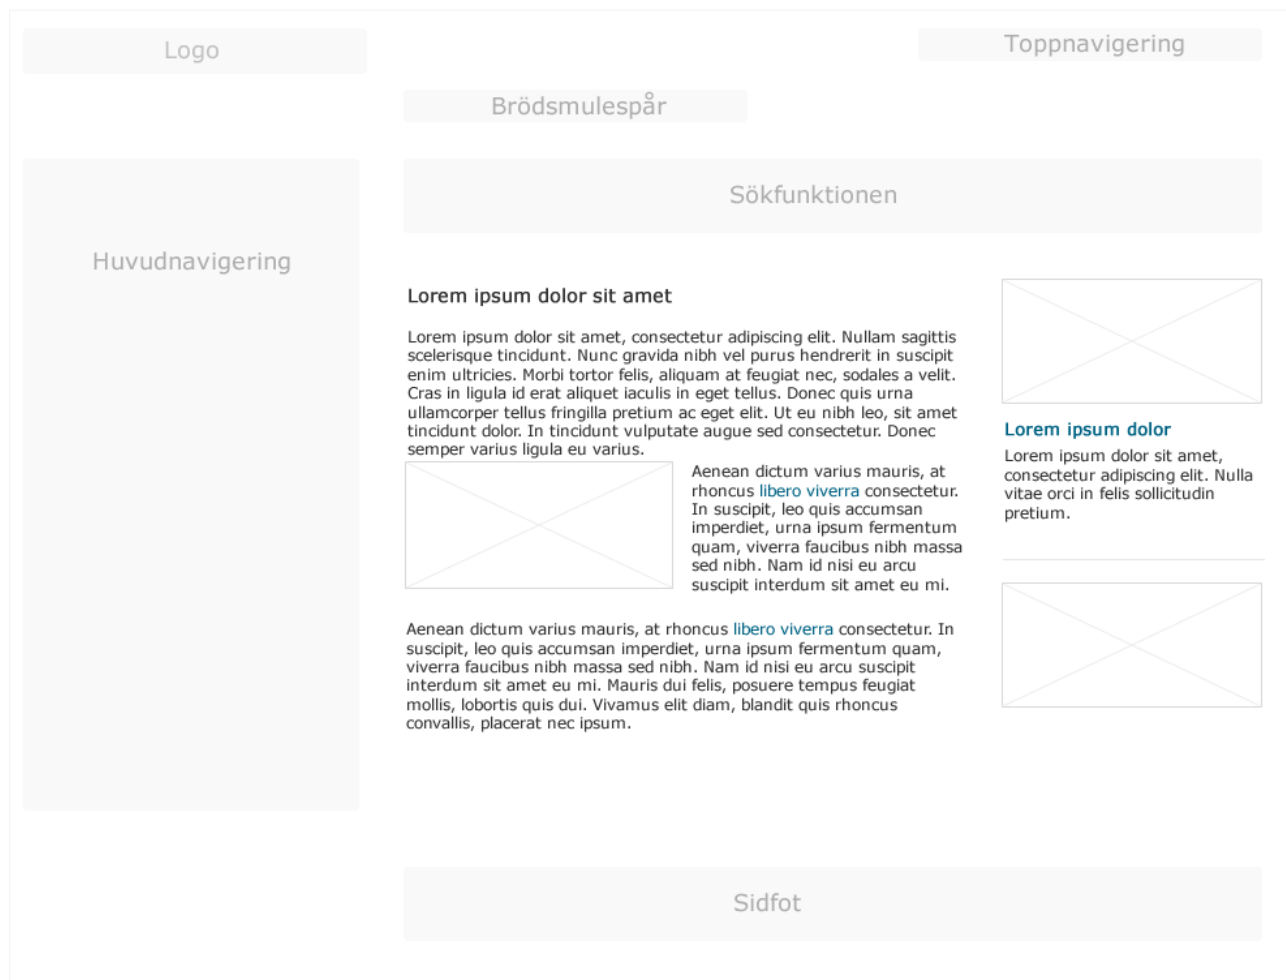 Logo
Toppnavigering
Brödsmulespår
Sökfunktionen
Huvudnavigering
Lorem ipsum dolor sit amet
Lorem ipsum dolor sit amet, consectetur adipiscing elit. Nullam sagittis
scelerisque tincidunt. Nunc gravida nibh vel purus hendrerit in suscipit
enim ultricies. Morbi tortor felis, aliquam at feugiat nec, sodales a velit.
Cras in ligula id erat aliquet iaculis in eget tellus. Donec quis urna
ullamcorper tellus fringilla pretium ac eget elit. Ut eu nibh leo, sit amet
tincidunt dolor. In tincidunt vulputate augue sed consectetur. Donec
semper varius ligula eu varius.
Aenean dictum varius mauris, at
rhoncus libero viverra consectetur.
In suscipit, leo quis accumsan
imperdiet, urna ipsum fermentum
quam, viverra faucibus nibh massa
sed nibh. Nam id nisi eu arcu
suscipit interdum sit amet eu mi.
Aenean dictum varius mauris, at rhoncus libero viverra consectetur. In
suscipit, leo quis accumsan imperdiet, urna ipsum fermentum quam,
viverra faucibus nibh massa sed nibh. Nam id nisi eu arcu suscipit
interdum sit amet eu mi. Mauris dui felis, posuere tempus feugiat
mollis, lobortis quis dui. Vivamus elit diam, blandit quis rhoncus
convallis, placerat nec ipsum.
Lorem ipsum dolor
Lorem ipsum dolor sit amet,
consectetur adipiscing elit. Nulla
vitae orci in felis sollicitudin
pretium.
Sidfot